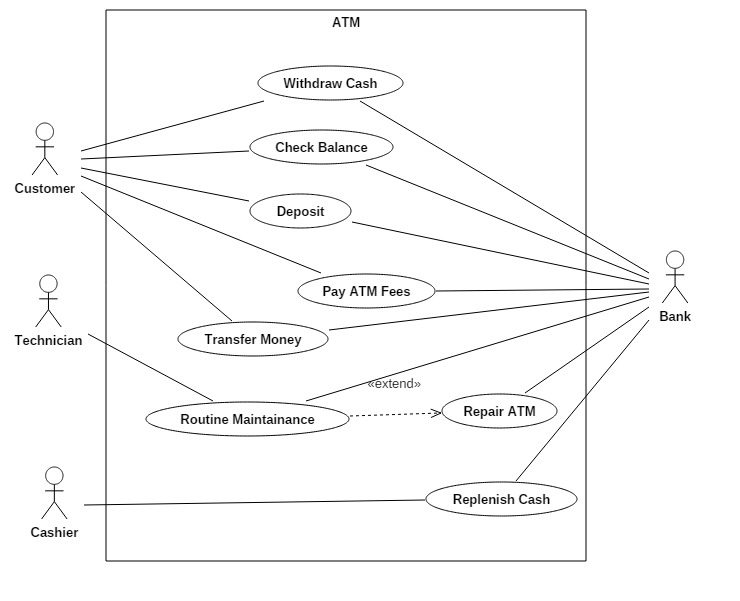 ATM
Withdraw Cash
Check Balance
Customer
Deposit
Pay ATM Fees
Bank
Technician
Transfer Money
«extend»
Routine Maintainance
Repair ATM
Replenish Cash
Cashier